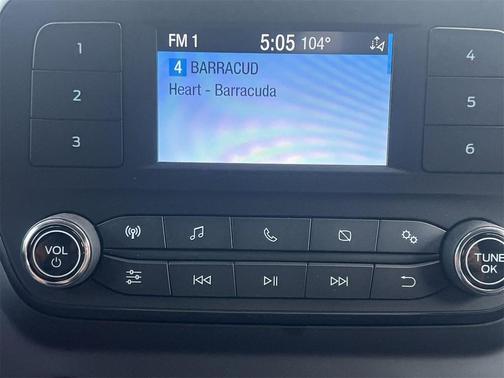 FM 1 5:05 104°
4 BARRACUD
Heart - Barracuda
1
2
3
4
5
6
VOL
TUNE
OK